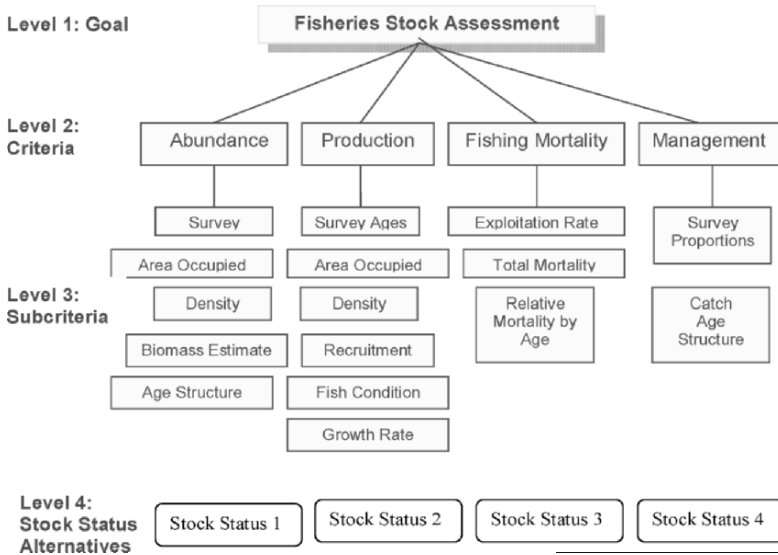 Level 1: Goal
Fisheries Stock Assessment
Level 2:
Criteria
Abundance
Production
Fishing Mortality
Management
Level 3:
Subcriteria
Survey
Area Occupied
Density
Biomass Estimate
Age Structure
Survey Ages
Area Occupied
Density
Recruitment
Fish Condition
Growth Rate
Exploitation Rate
Total Mortality
Relative
Mortality by
Age
Survey
Proportions
Catch
Age
Structure
Level 4:
Stock Status
Alternatives
Stock Status 1
Stock Status 2
Stock Status 3
Stock Status 4